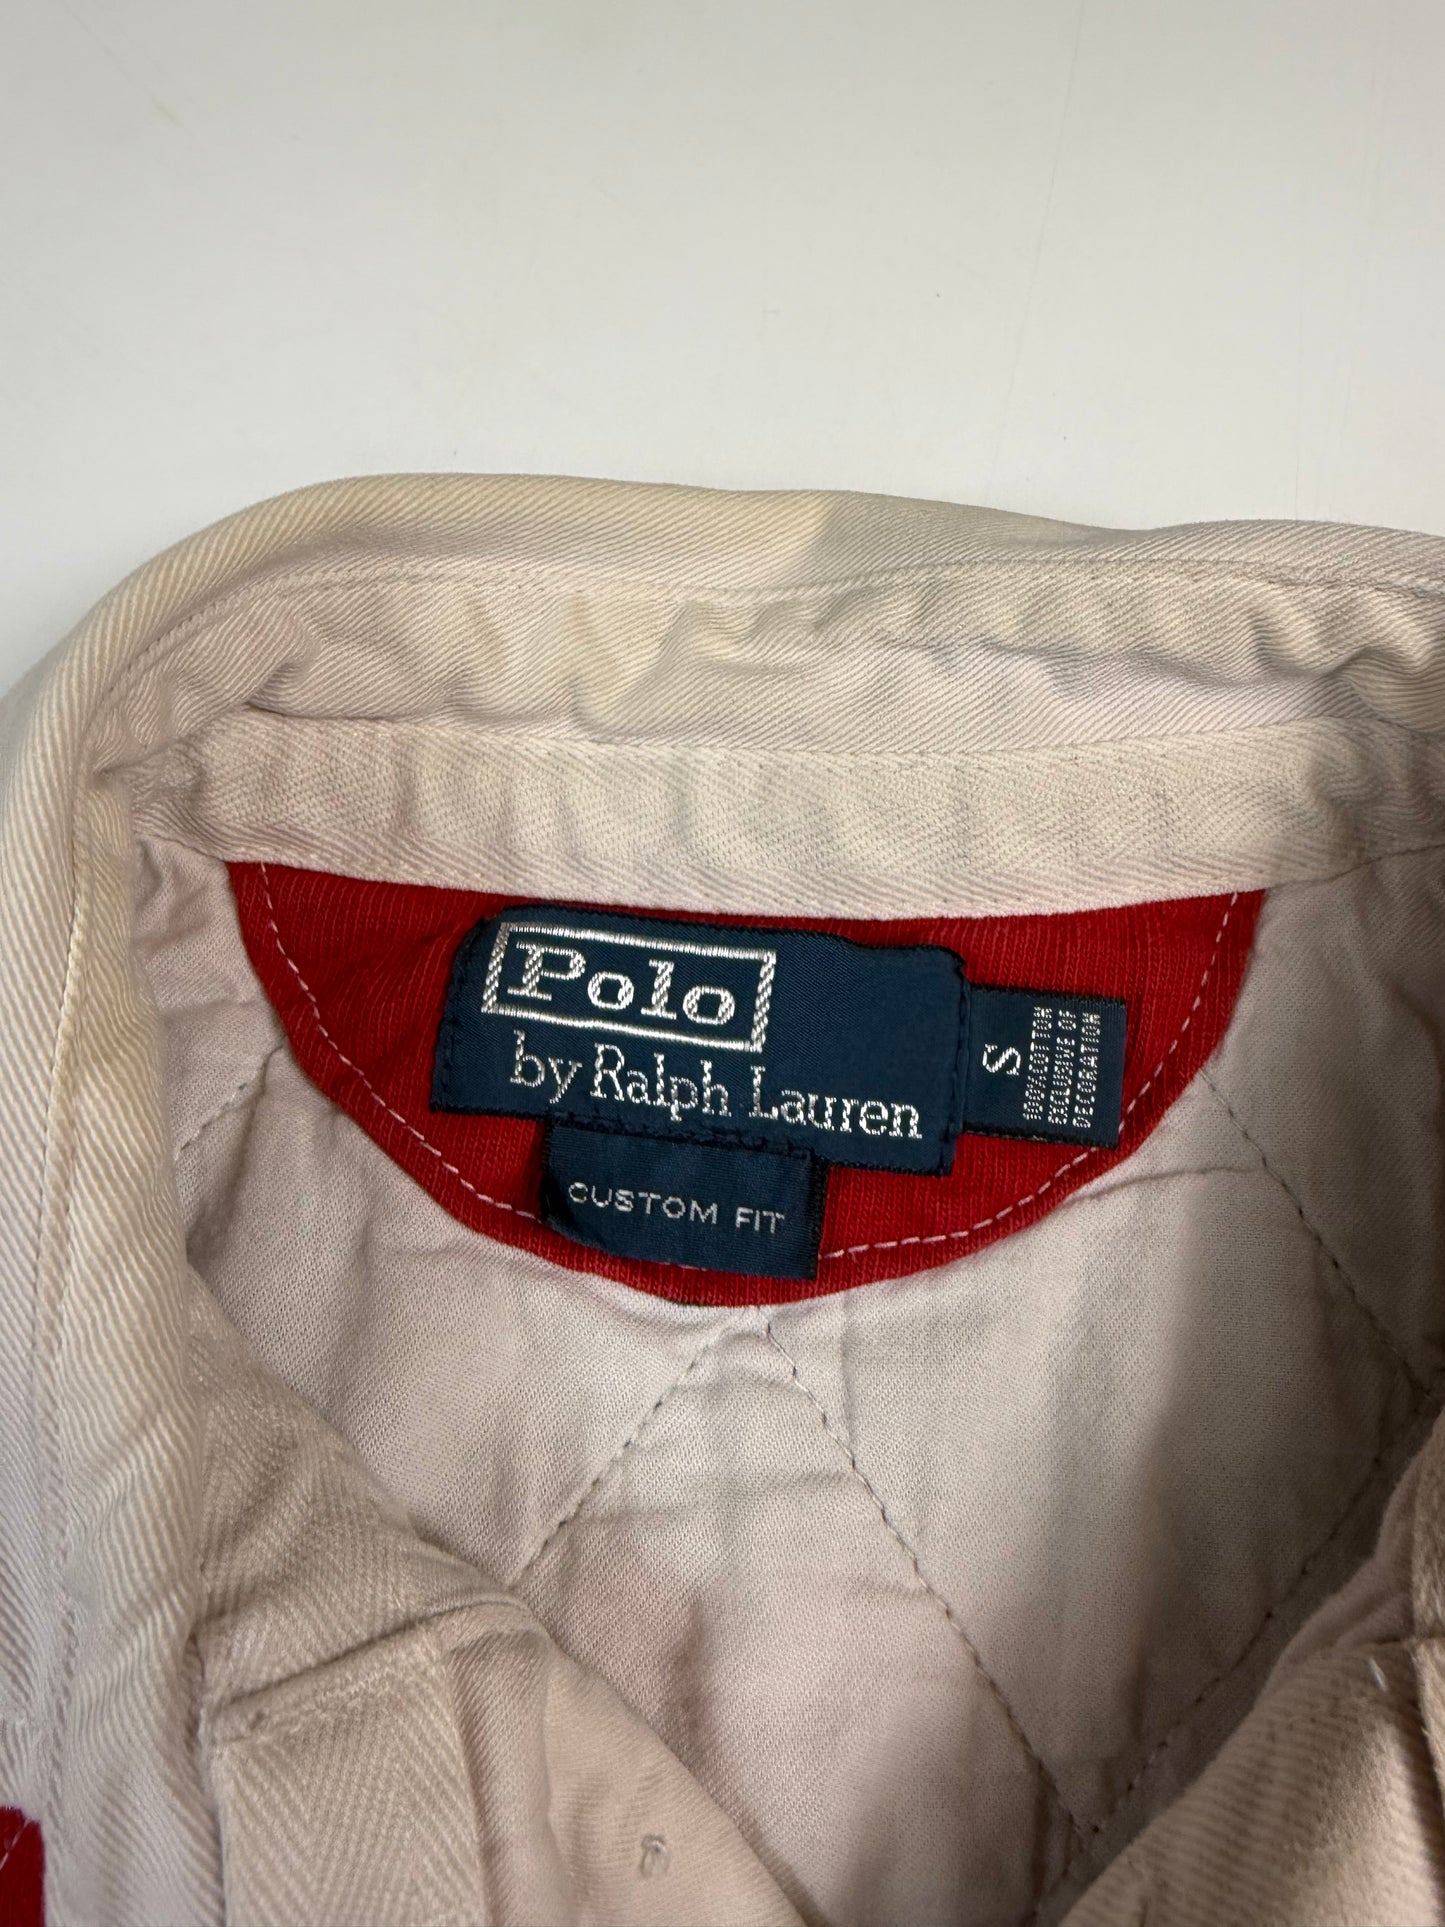 Polo
by Ralph Lauren
CUSTOM FIT
S
100% COTTON
EXCLUSIVE OF
DECORATION